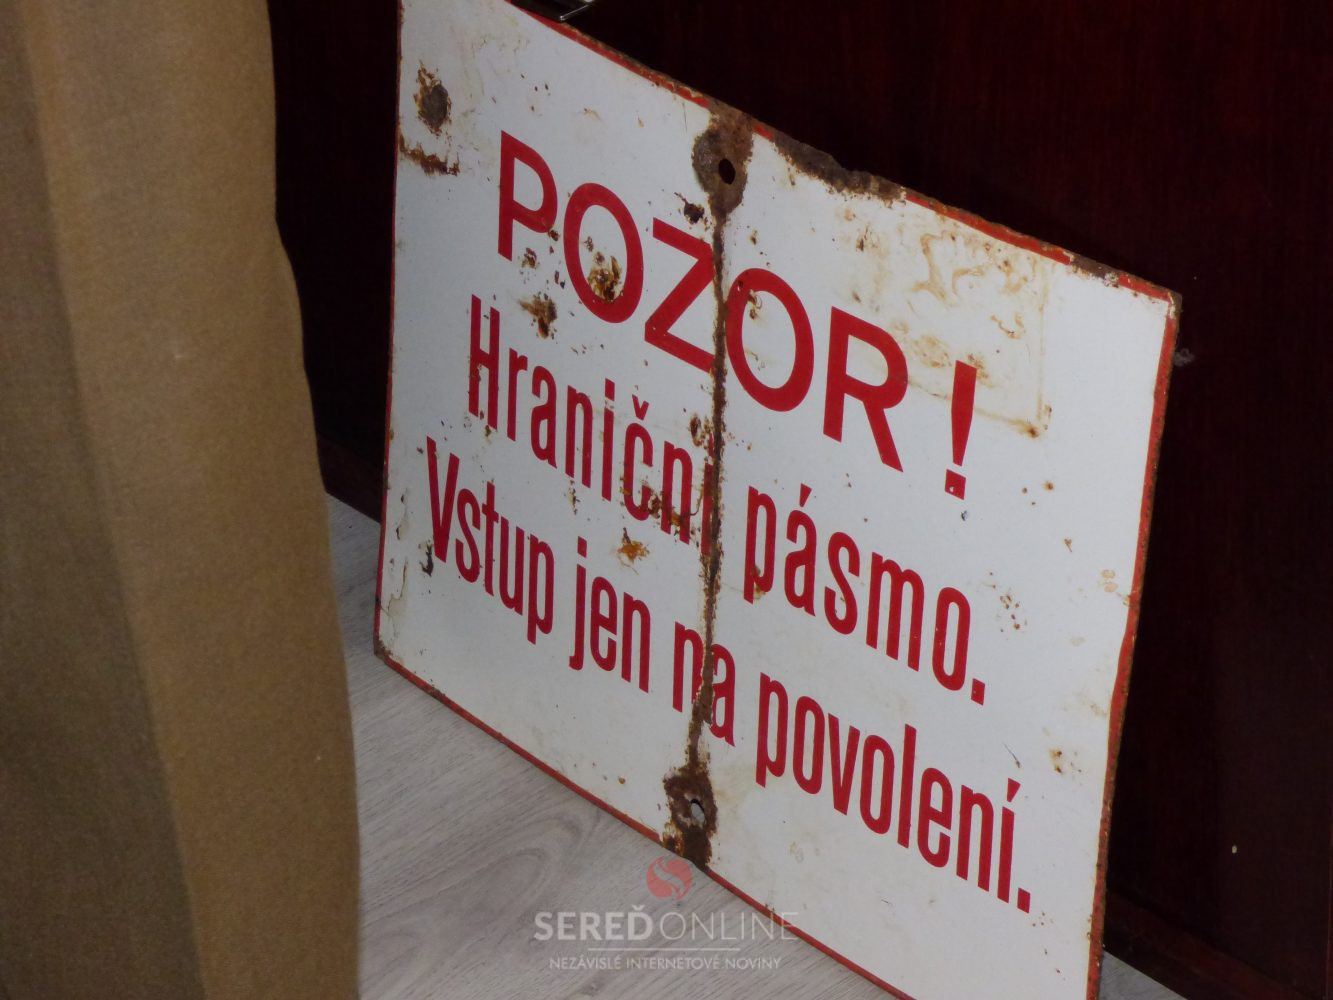 POZOR!
Hraniční pásmo.
Vstup jen na povolení.
SEREĎONLINE
NEZÁVISLÉ INTERNETOVÉ NOVINY